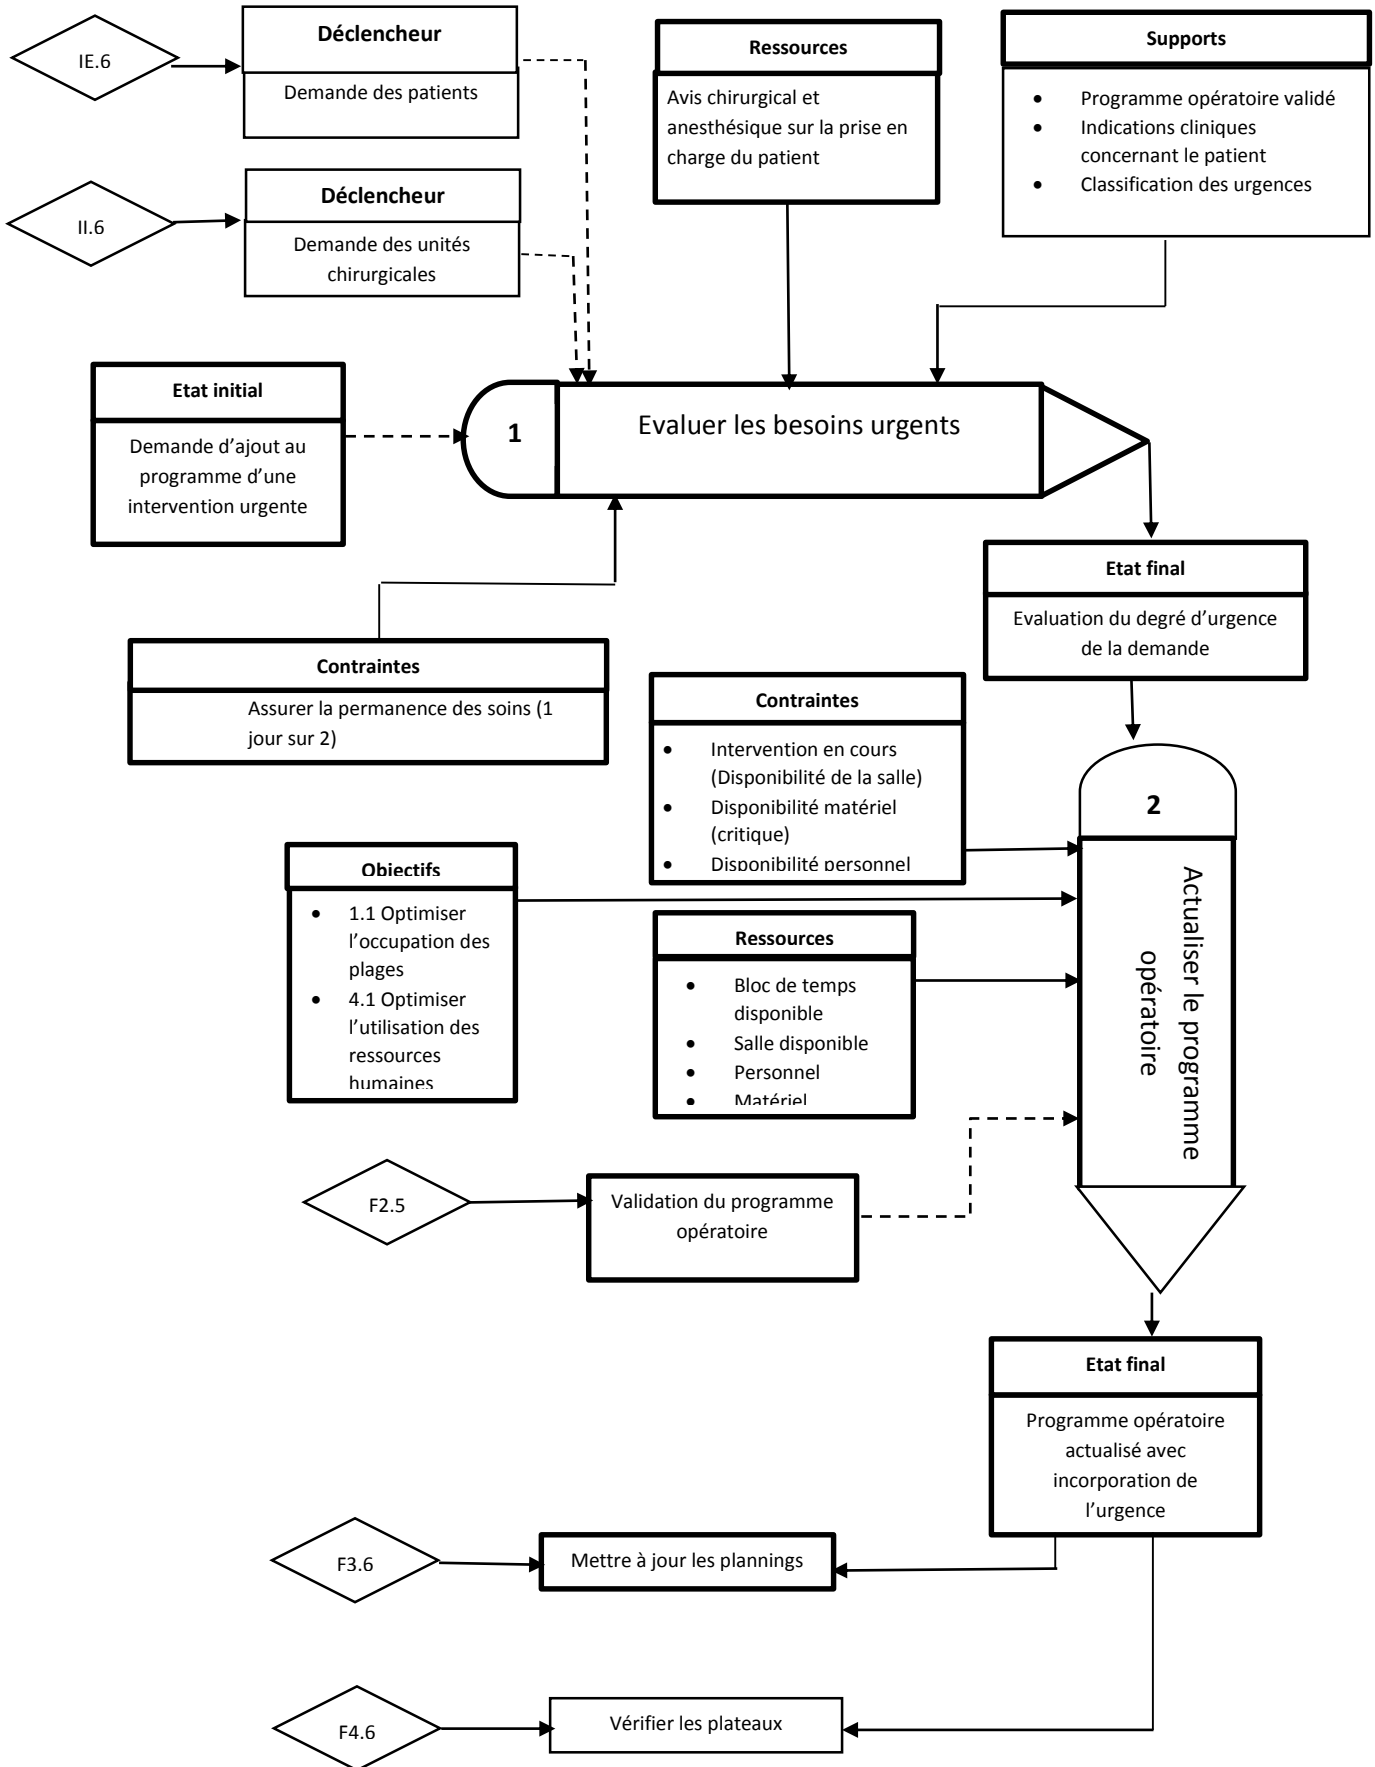 IE.6
Déclencheur
Demande des patients
II.6
Déclencheur
Demande des unités
chirurgicales
Ressources
Avis chirurgical et
anesthésique sur la prise en
charge du patient
Supports
• Programme opératoire validé
• Indications cliniques
concernant le patient
• Classification des urgences
Etat initial
Demande d'ajout au
programme d'une
intervention urgente
1
Evaluer les besoins urgents
Contraintes
Assurer la permanence des soins (1
jour sur 2)
Etat final
Evaluation du degré d'urgence
de la demande
Contraintes
• Intervention en cours
(Disponibilité de la salle)
• Disponibilité matériel
(critique)
• Disponibilité personnel
2
Actualiser le programme
opératoire
Objectifs
• 1.1 Optimiser
l'occupation des
plages
• 4.1 Optimiser
l'utilisation des
ressources
humaines
Ressources
• Bloc de temps
disponible
• Salle disponible
• Personnel
• Matériel
F2.5
Validation du programme
opératoire
Etat final
Programme opératoire
actualisé avec
incorporation de
l'urgence
F3.6
Mettre à jour les plannings
F4.6
Vérifier les plateaux